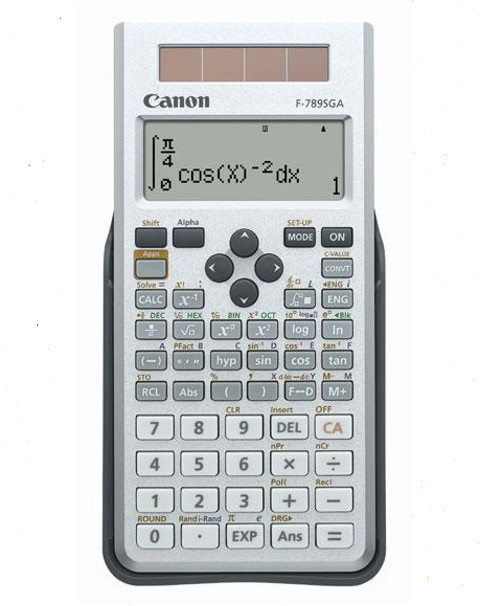 Canon F-789SGA
π
4
∫ cos(X)⁻²dx
0 1
Shift Alpha SET-UP
MODE ON
Apps C-VALUE
CONVT
Solve = x! : L ◄ENG i
CALC x⁻¹ ENG
DEC HEX BIN x³ OCT
√ x² log ln
A PFact B C sin⁻¹ D cos⁻¹ E tan⁻¹ F
(−) hyp sin cos tan
STO % , X Y M− M
RCL Abs ( ) F↔D M+
CLR Insert OFF
7 8 9 DEL CA
nPr nCr
4 5 6 × ÷
Pol( Rec(
1 2 3 + −
ROUND Rand i-Rand π e DRG►
0 · EXP Ans =